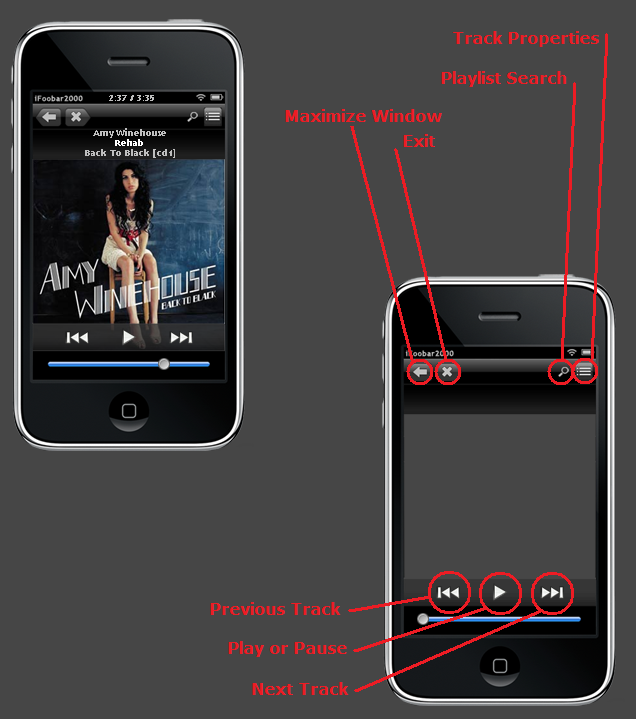 iFoobar2000 2:37 / 3:35
Amy Winehouse
Rehab
Back To Black [cd1]
AMY
WINEHOUSE
BACK TO BLACK
Track Properties
Playlist Search
Maximize Window
Exit
iFoobar2000
Previous Track
Play or Pause
Next Track